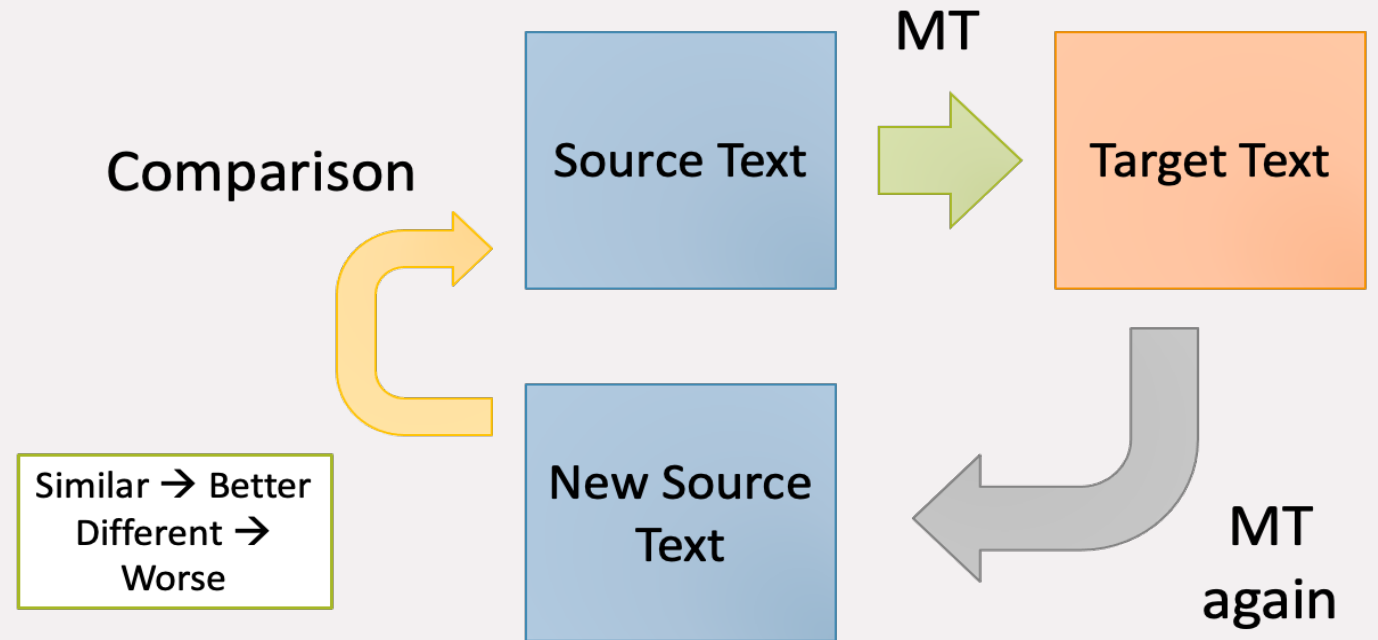 MT
Source Text
Target Text
Comparison
New Source
Text
MT
again
Similar → Better
Different →
Worse